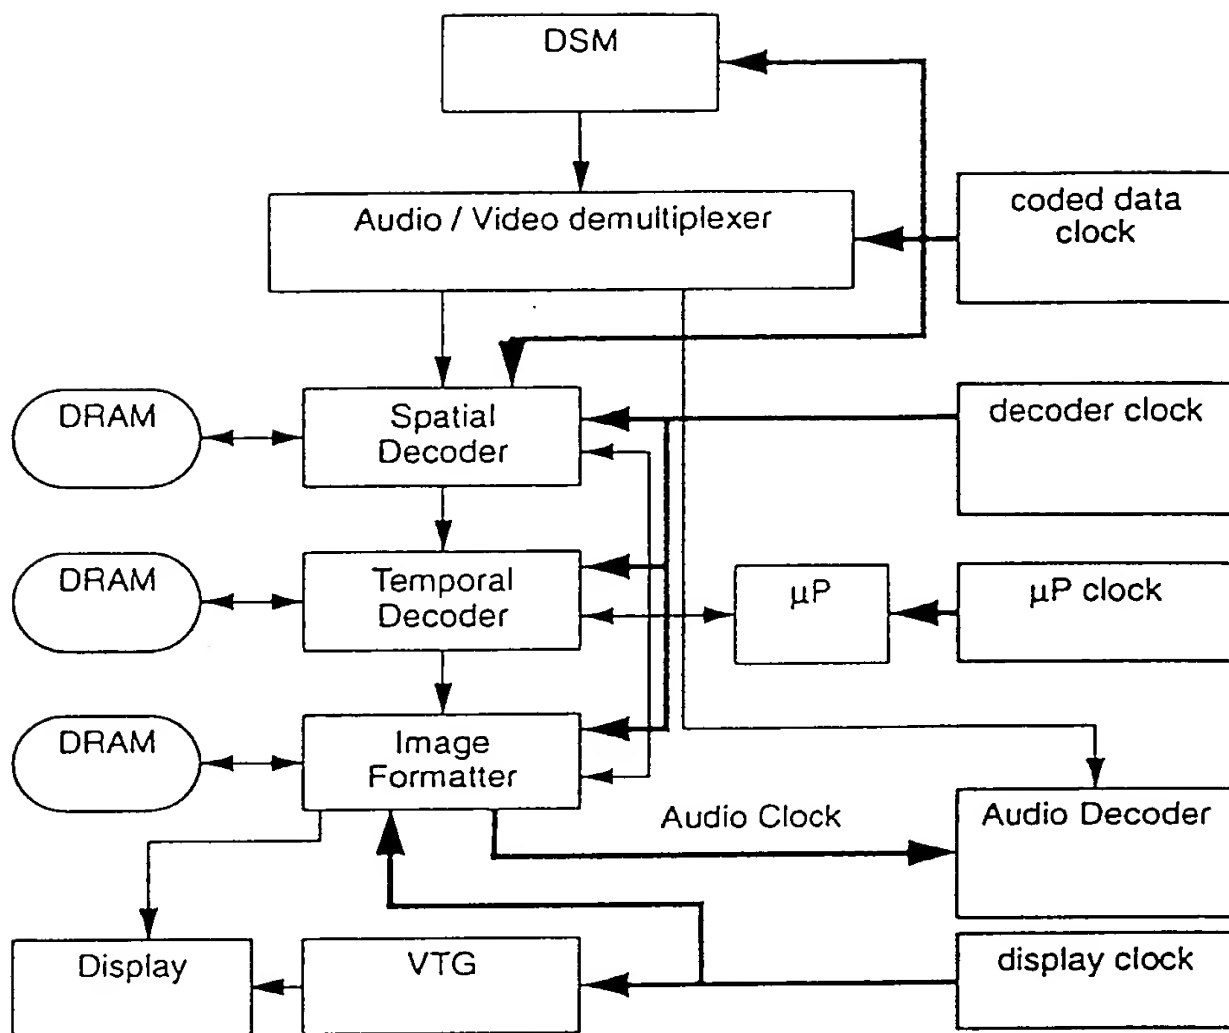 DSM
Audio / Video demultiplexer
coded data
clock
DRAM
Spatial
Decoder
decoder clock
DRAM
Temporal
Decoder
µP
µP clock
DRAM
Image
Formatter
Audio Clock
Audio Decoder
Display
VTG
display clock